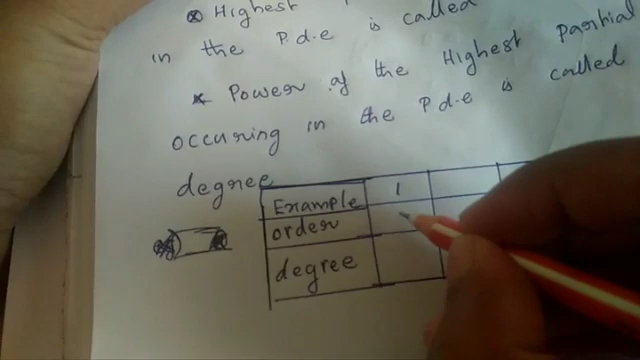 Highest
in the P.d.e is called
Power of the Highest Partial
occuring in the P.d.e is called
degree
Example 1
order
degree